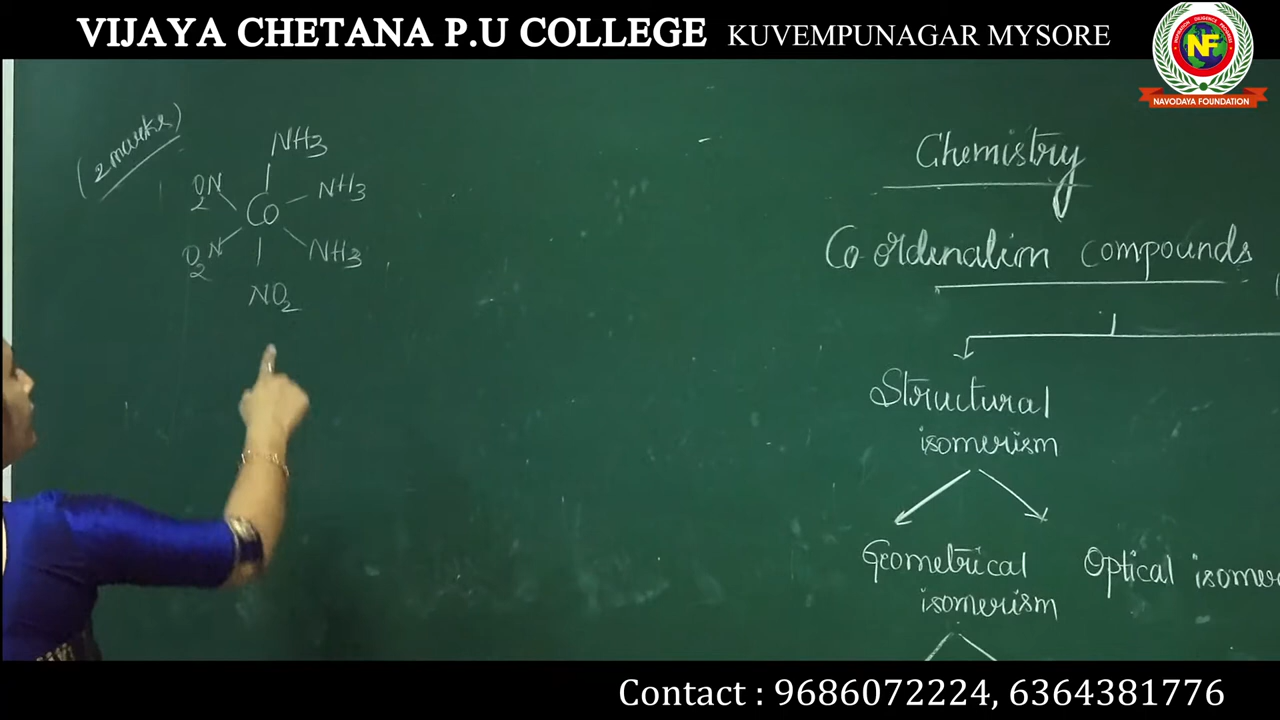 VIJAYA CHETANA P.U COLLEGE KUVEMPUNAGAR MYSORE
NF
NAVODAYA FOUNDATION
(2 marks)
NH3
O2N
NH3
Co
O2N
NH3
NO2
Chemistry
Co-ordination compounds
Structural
isomerism
Geometrical
isomerism
Optical isomer
Contact : 9686072224, 6364381776